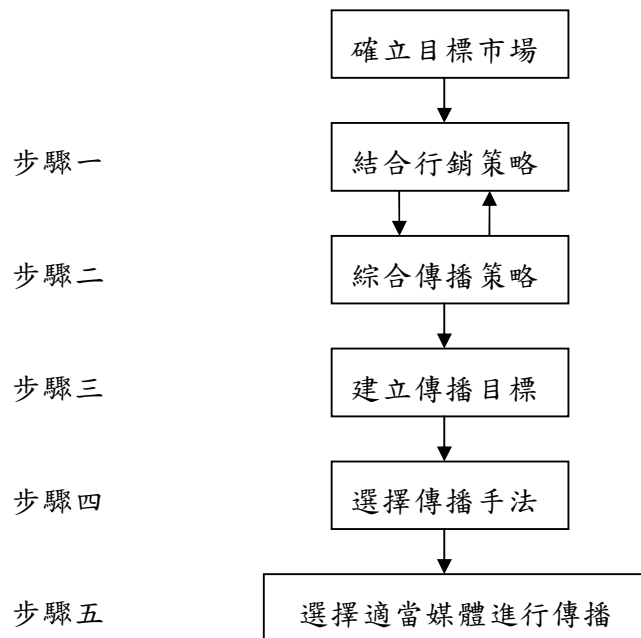 確立目標市場
步驟一 結合行銷策略
步驟二 綜合傳播策略
步驟三 建立傳播目標
步驟四 選擇傳播手法
步驟五 選擇適當媒體進行傳播